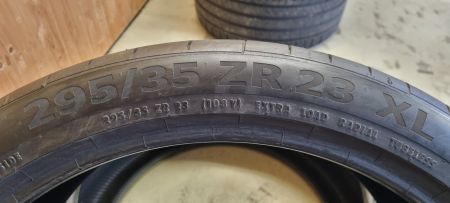 295/35 ZR 23 XL
295/35 ZR 23 (108Y) EXTRA LOAD RADIAL TUBELESS